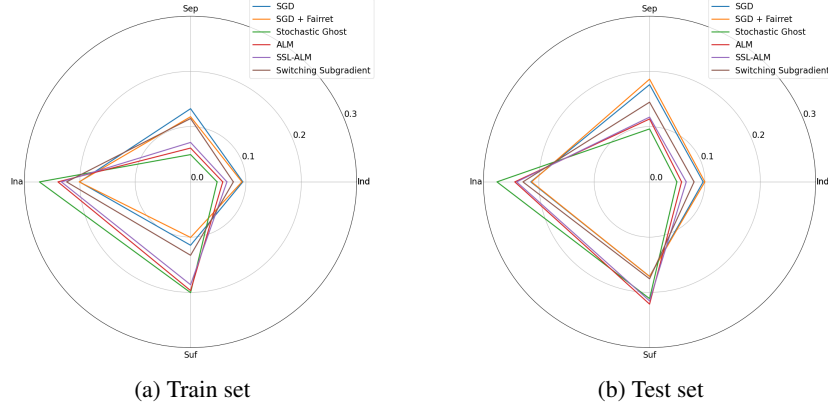 Sep
SGD
SGD + Fairret
Stochastic Ghost
ALM
SSL-ALM
Switching Subgradient
0.3
0.2
0.1
0.0
Ina
Ind
Suf
(a) Train set
Sep
SGD
SGD + Fairret
Stochastic Ghost
ALM
SSL-ALM
Switching Subgradient
0.3
0.2
0.1
0.0
Ina
Ind
Suf
(b) Test set